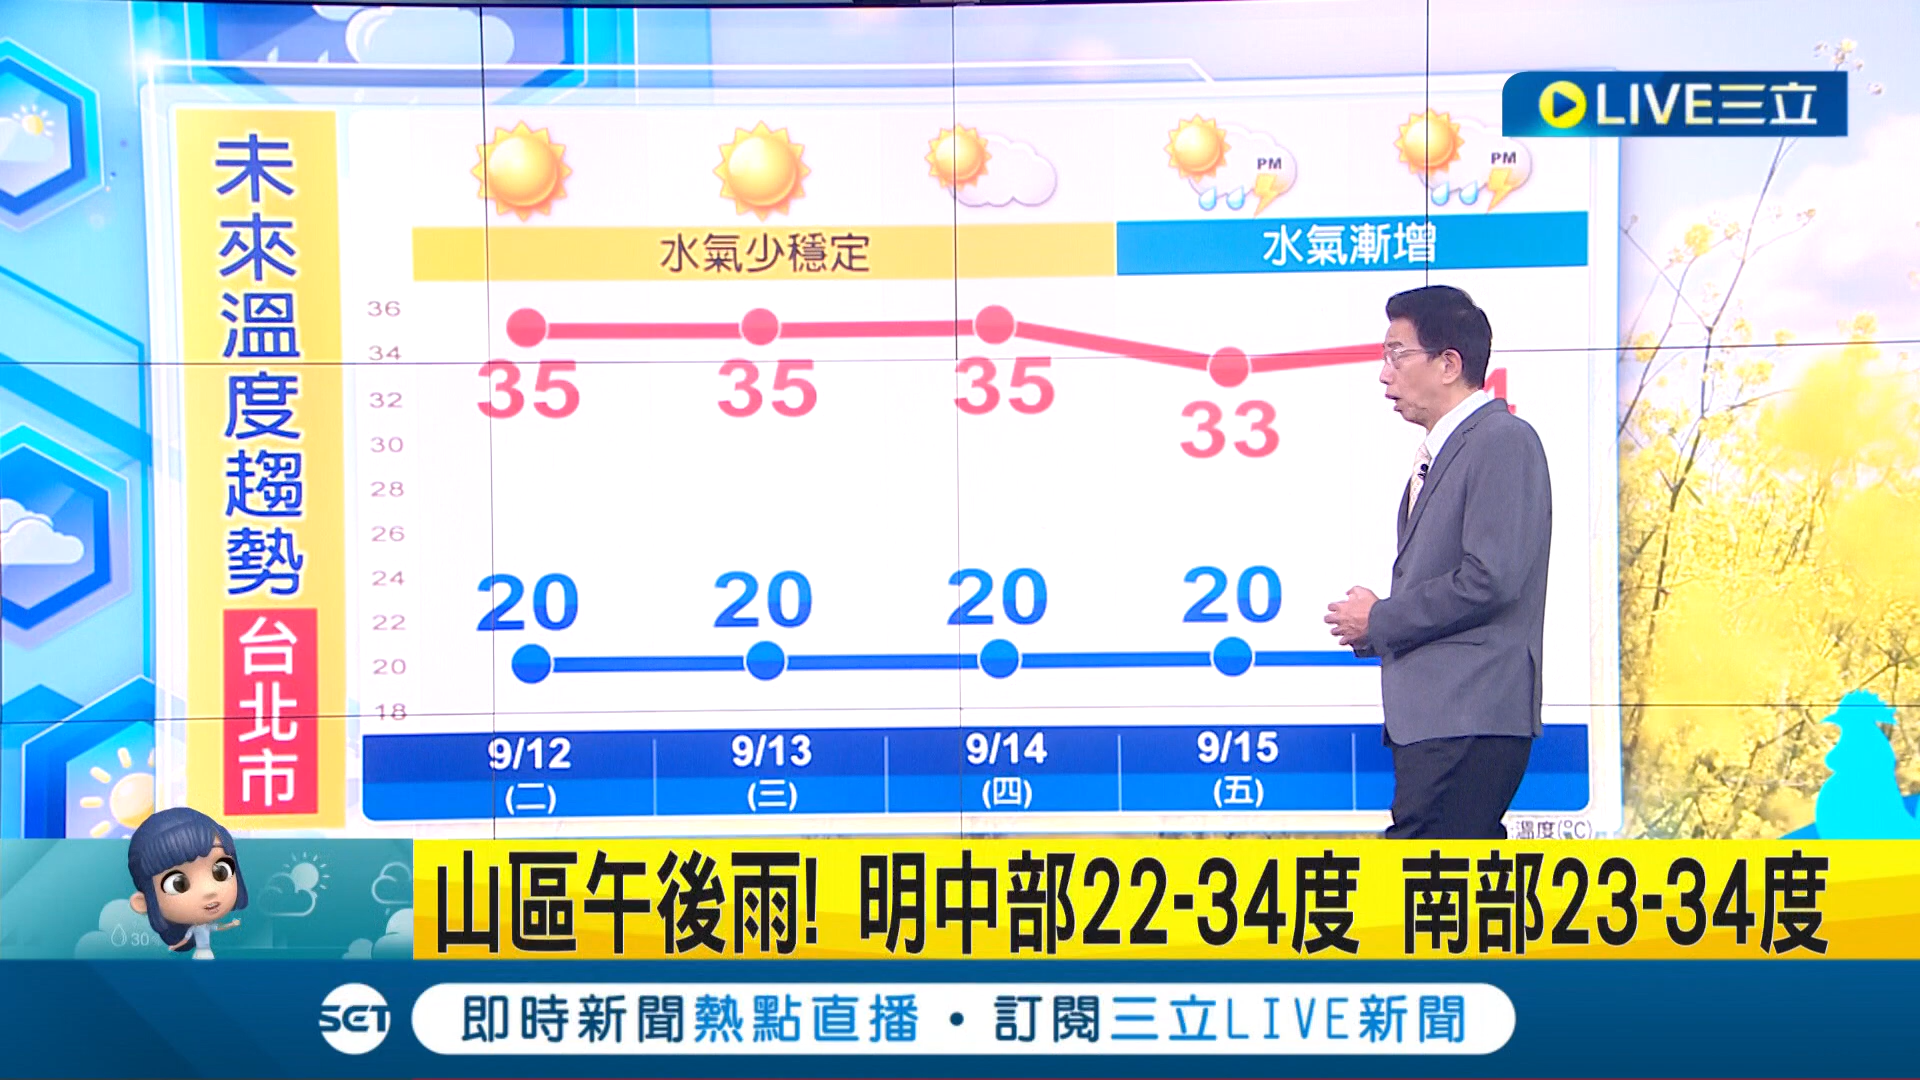 LIVE三立
未來溫度趨勢
台北市
PM
PM
水氣少穩定
水氣漸增
36
34
32
30
28
26
24
22
20
18
35
35
35
33
20
20
20
20
9/12
(二)
9/13
(三)
9/14
(四)
9/15
(五)
溫度(°C)
30
山區午後雨! 明中部22-34度 南部23-34度
SET
即時新聞熱點直播・訂閱三立LIVE新聞